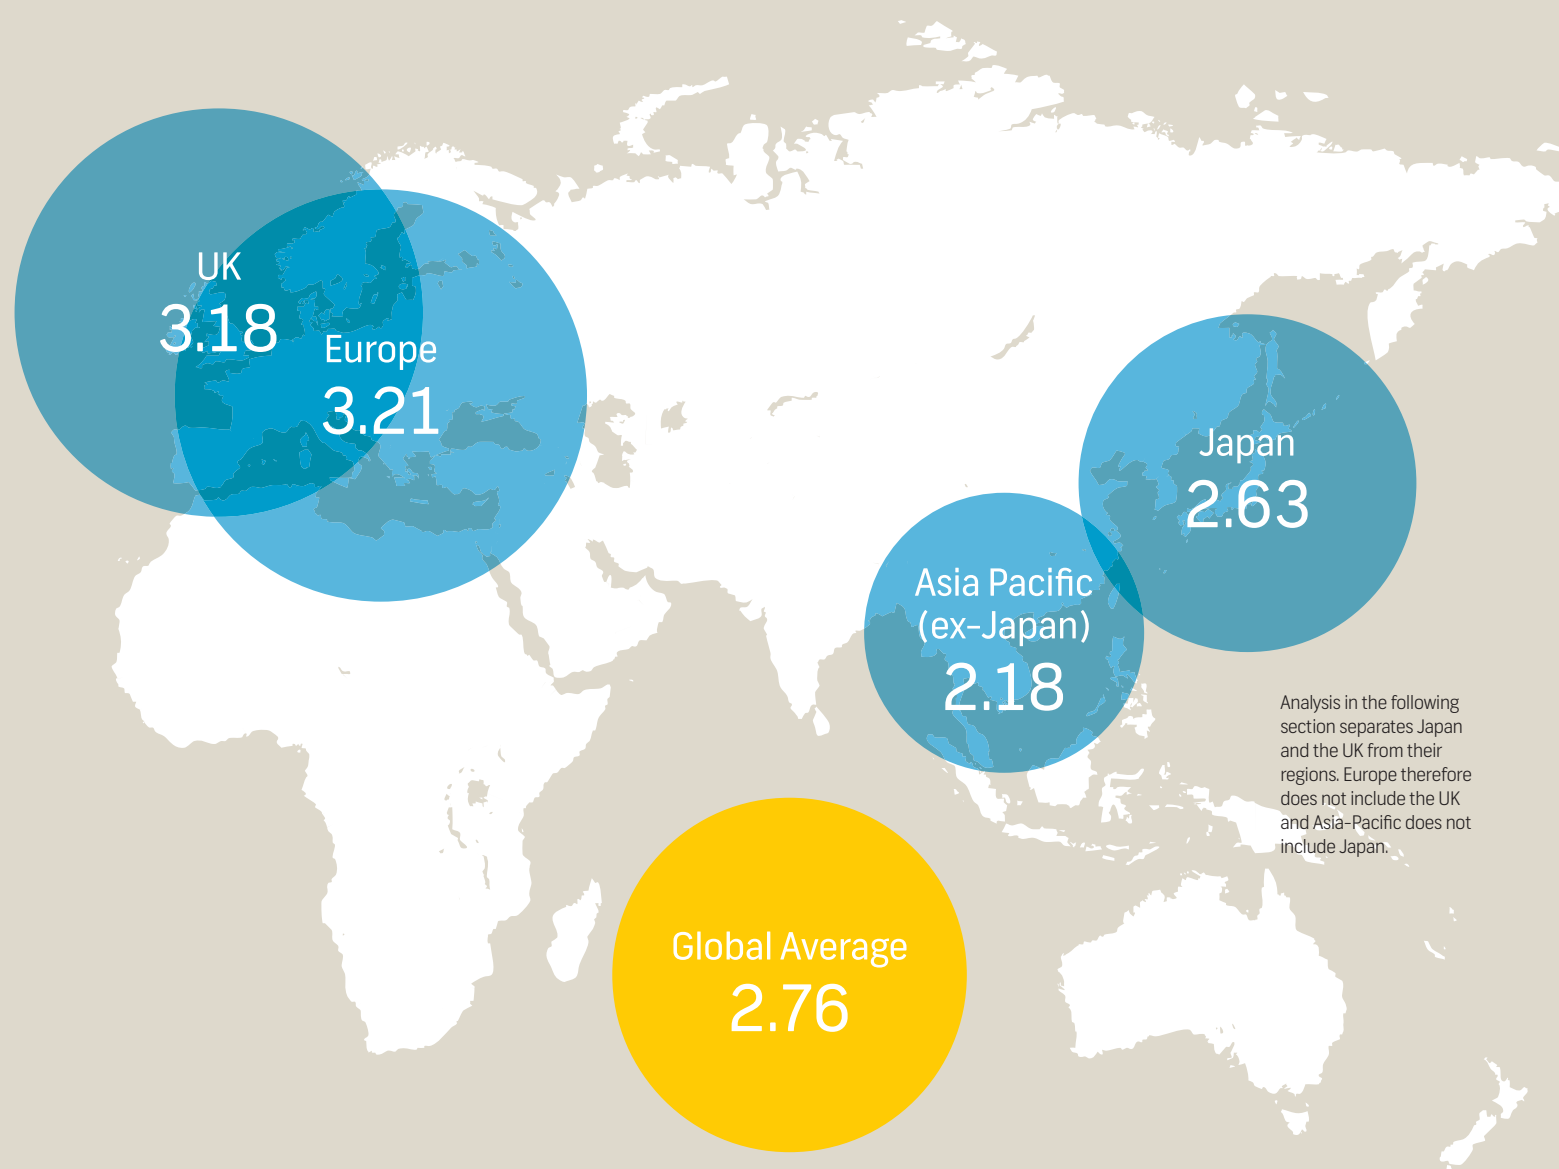 UK
3.18
Europe
3.21
Japan
2.63
Asia Pacific
(ex-Japan)
2.18
Analysis in the following
section separates Japan
and the UK from their
regions. Europe therefore
does not include the UK
and Asia-Pacific does not
include Japan.
Global Average
2.76